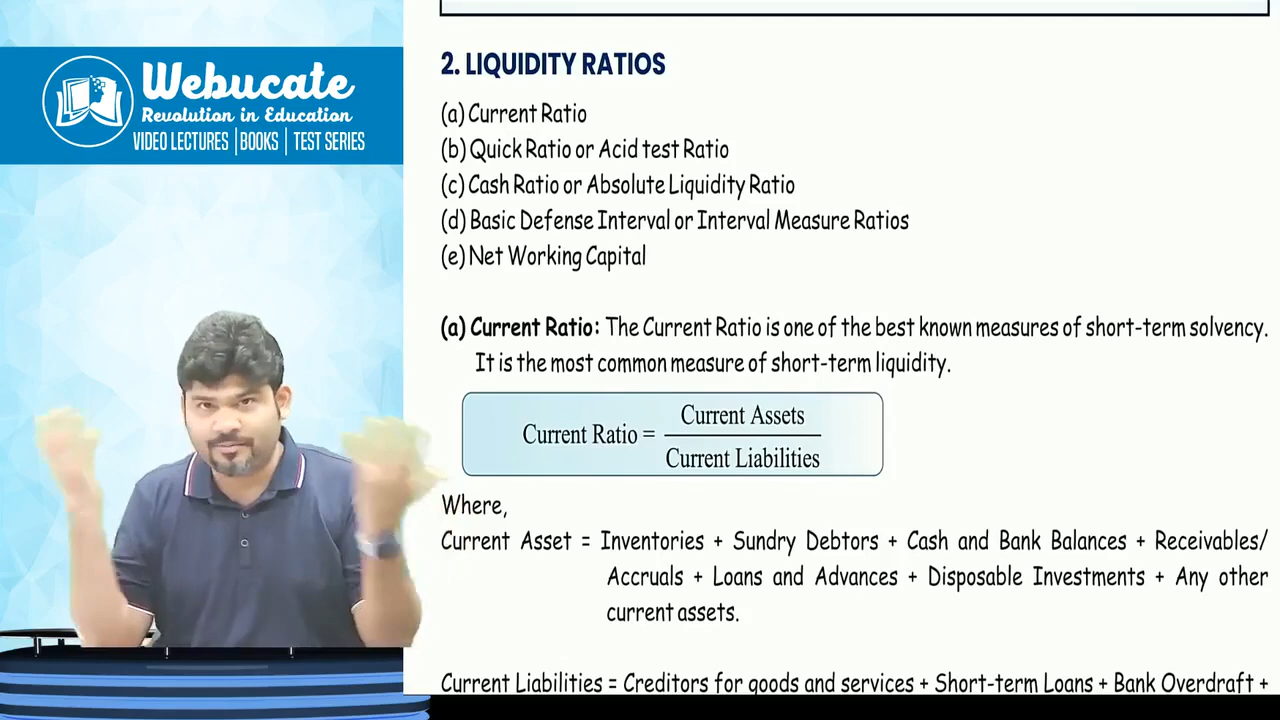 Webucate
Revolution in Education
VIDEO LECTURES | BOOKS | TEST SERIES
2. LIQUIDITY RATIOS
(a) Current Ratio
(b) Quick Ratio or Acid test Ratio
(c) Cash Ratio or Absolute Liquidity Ratio
(d) Basic Defense Interval or Interval Measure Ratios
(e) Net Working Capital
(a) Current Ratio: The Current Ratio is one of the best known measures of short-term solvency.
It is the most common measure of short-term liquidity.
Current Ratio = Current Assets / Current Liabilities
Where,
Current Asset = Inventories + Sundry Debtors + Cash and Bank Balances + Receivables/
Accruals + Loans and Advances + Disposable Investments + Any other
current assets.
Current Liabilities = Creditors for goods and services + Short-term Loans + Bank Overdraft +